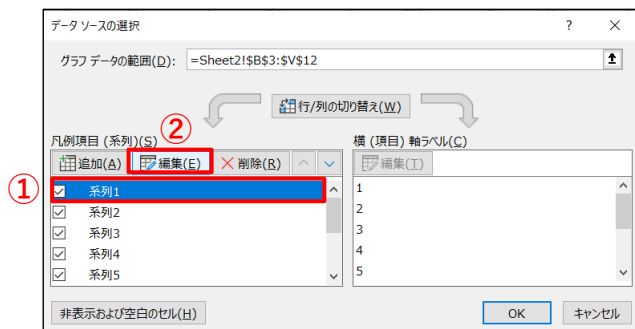 データ ソースの選択 ? ×
グラフ データの範囲(D): =Sheet2!$B$3:$V$12
行/列の切り替え(W)
②
凡例項目 (系列)(S) 横 (項目) 軸ラベル(C)
追加(A) 編集(E) × 削除(R) 編集(T)
①
系列1 1
系列2 2
系列3 3
系列4 4
系列5 5
非表示および空白のセル(H) OK キャンセル